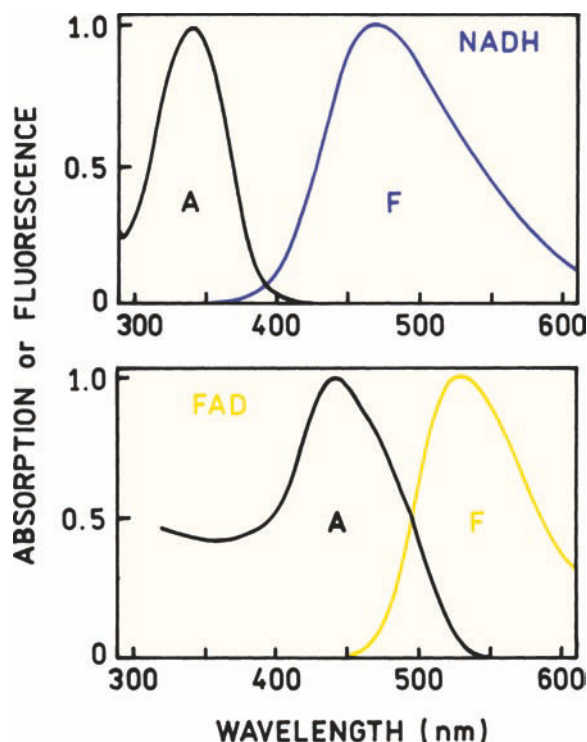 ABSORPTION or FLUORESCENCE
NADH
1.0
0.5
0
A
F
300
400
500
600
FAD
1.0
0.5
0
A
F
300
400
500
600
WAVELENGTH (nm)